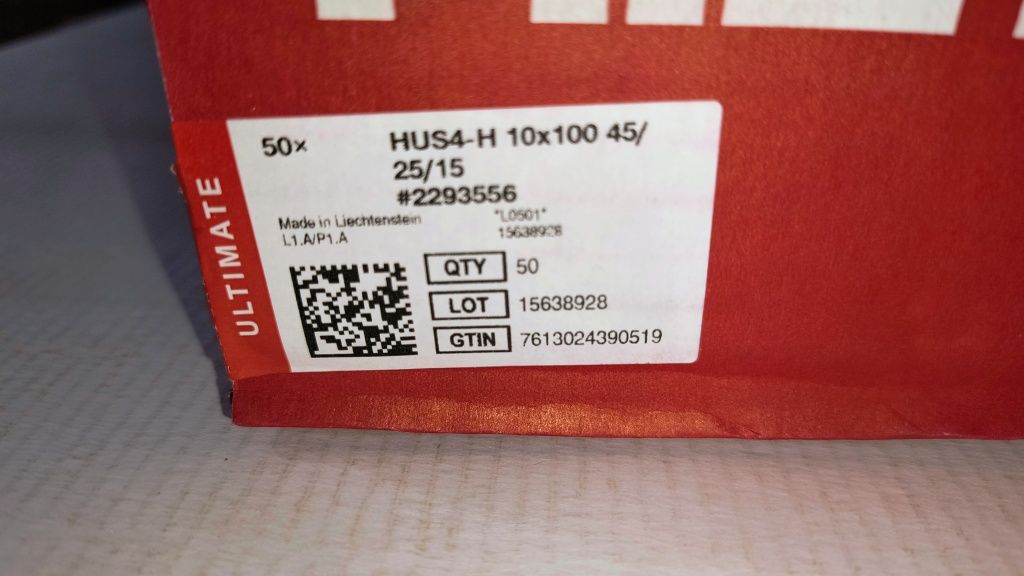 ULTIMATE
50x HUS4-H 10x100 45/
25/15
#2293556
Made in Liechtenstein *L0501*
L1.A/P1.A 15638928
QTY 50
LOT 15638928
GTIN 7613024390519